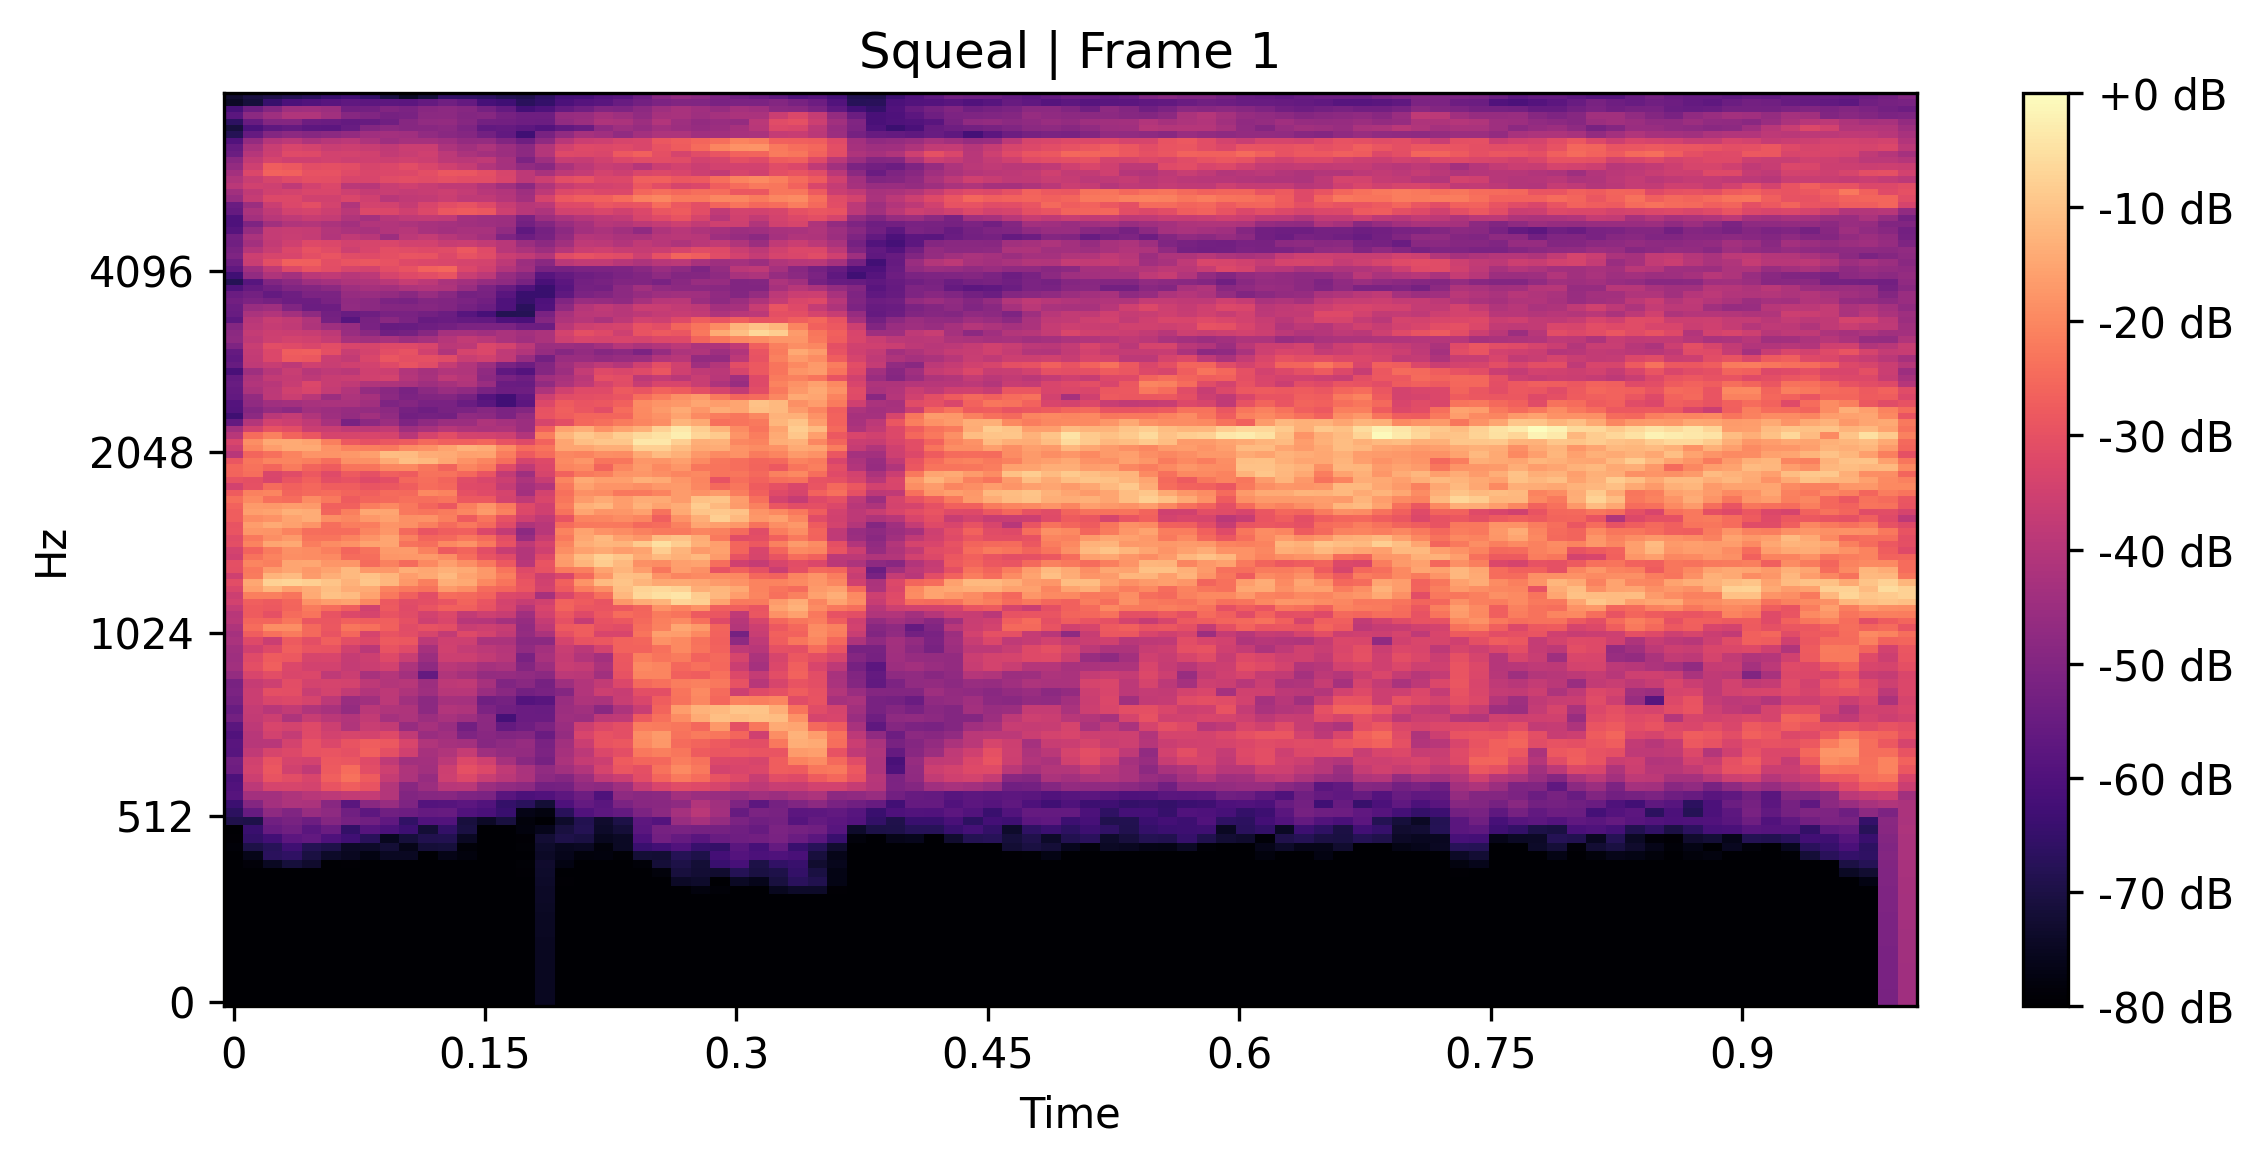 Squeal | Frame 1
+0 dB
-10 dB
-20 dB
-30 dB
-40 dB
-50 dB
-60 dB
-70 dB
-80 dB
Hz
4096
2048
1024
512
0
0 0.15 0.3 0.45 0.6 0.75 0.9
Time